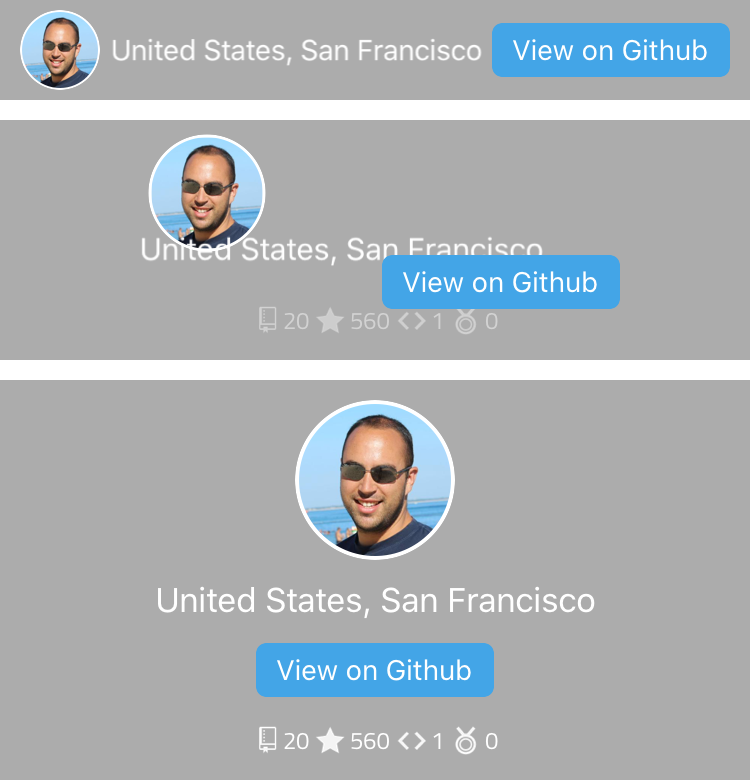 United States, San Francisco View on Github
United States, San Francisco
View on Github
20 560 1 0
United States, San Francisco
View on Github
20 560 1 0